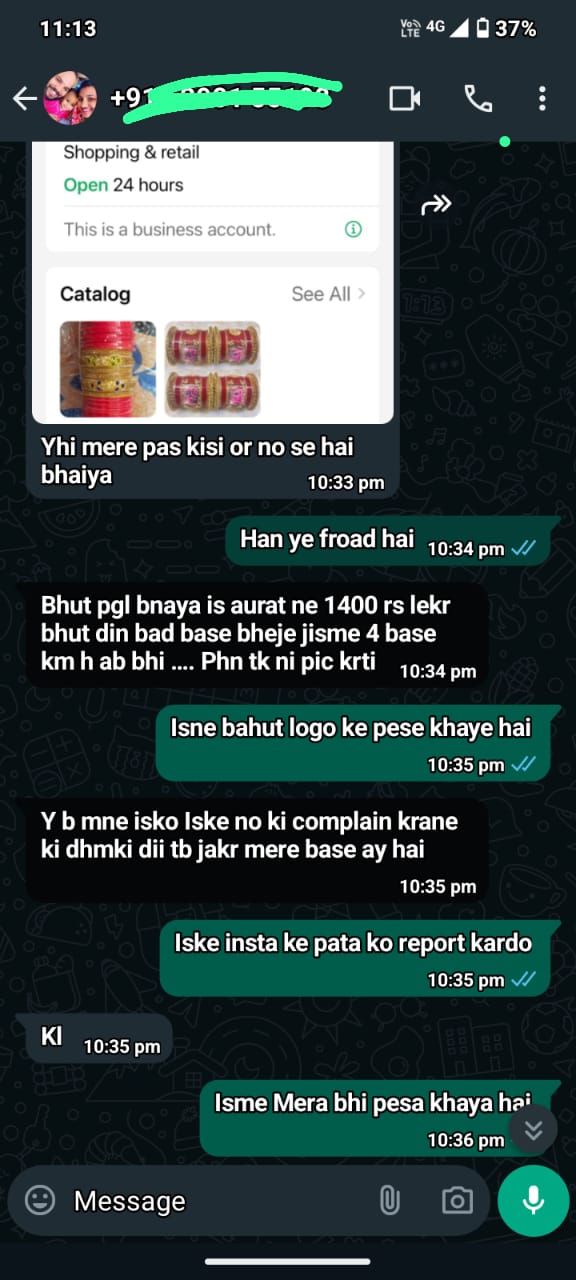 11:13
Vo)) LTE 4G 37%
+91
Shopping & retail
Open 24 hours
This is a business account.
Catalog See All >
Yhi mere pas kisi or no se hai
bhaiya
10:33 pm
Han ye froad hai 10:34 pm
Bhut pgl bnaya is aurat ne 1400 rs lekr
bhut din bad base bheje jisme 4 base
km h ab bhi .... Phn tk ni pic krti 10:34 pm
Isne bahut logo ke pese khaye hai
10:35 pm
Y b mne isko Iske no ki complain krane
ki dhmki dii tb jakr mere base ay hai
10:35 pm
Iske insta ke pata ko report kardo
10:35 pm
Kl 10:35 pm
Isme Mera bhi pesa khaya hai
10:36 pm
Message